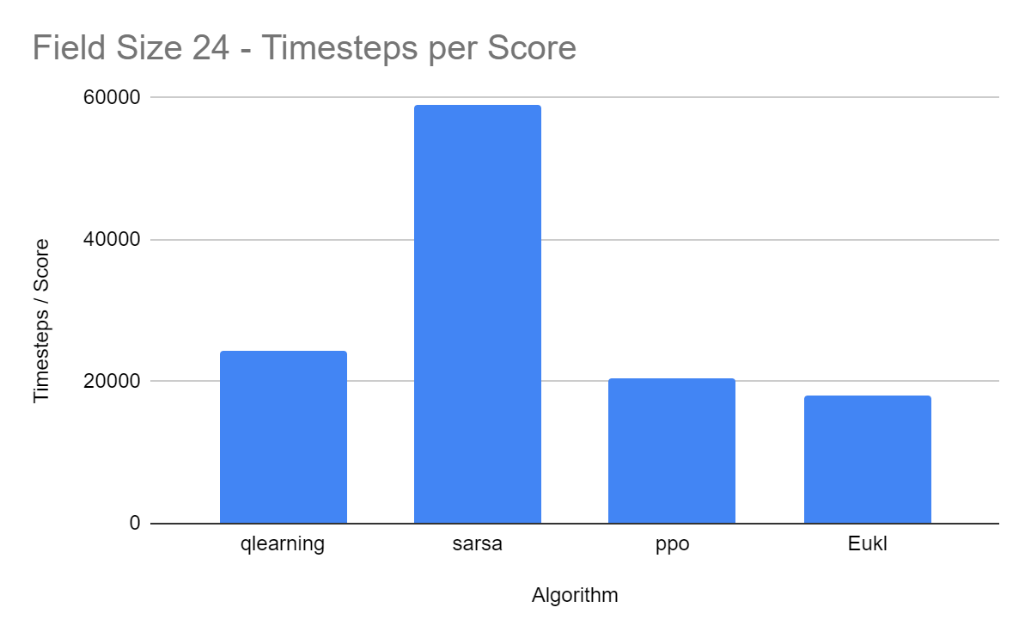 Field Size 24 - Timesteps per Score
60000
40000
20000
0
Timesteps / Score
qlearning
sarsa
ppo
Eukl
Algorithm